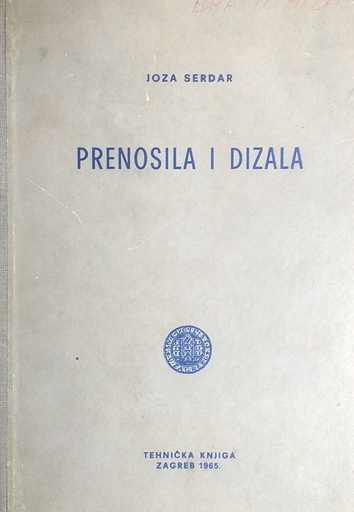 JOZA SERDAR
PRENOSILA I DIZALA
TEHNIČKA KNJIGA
ZAGREB 1965.